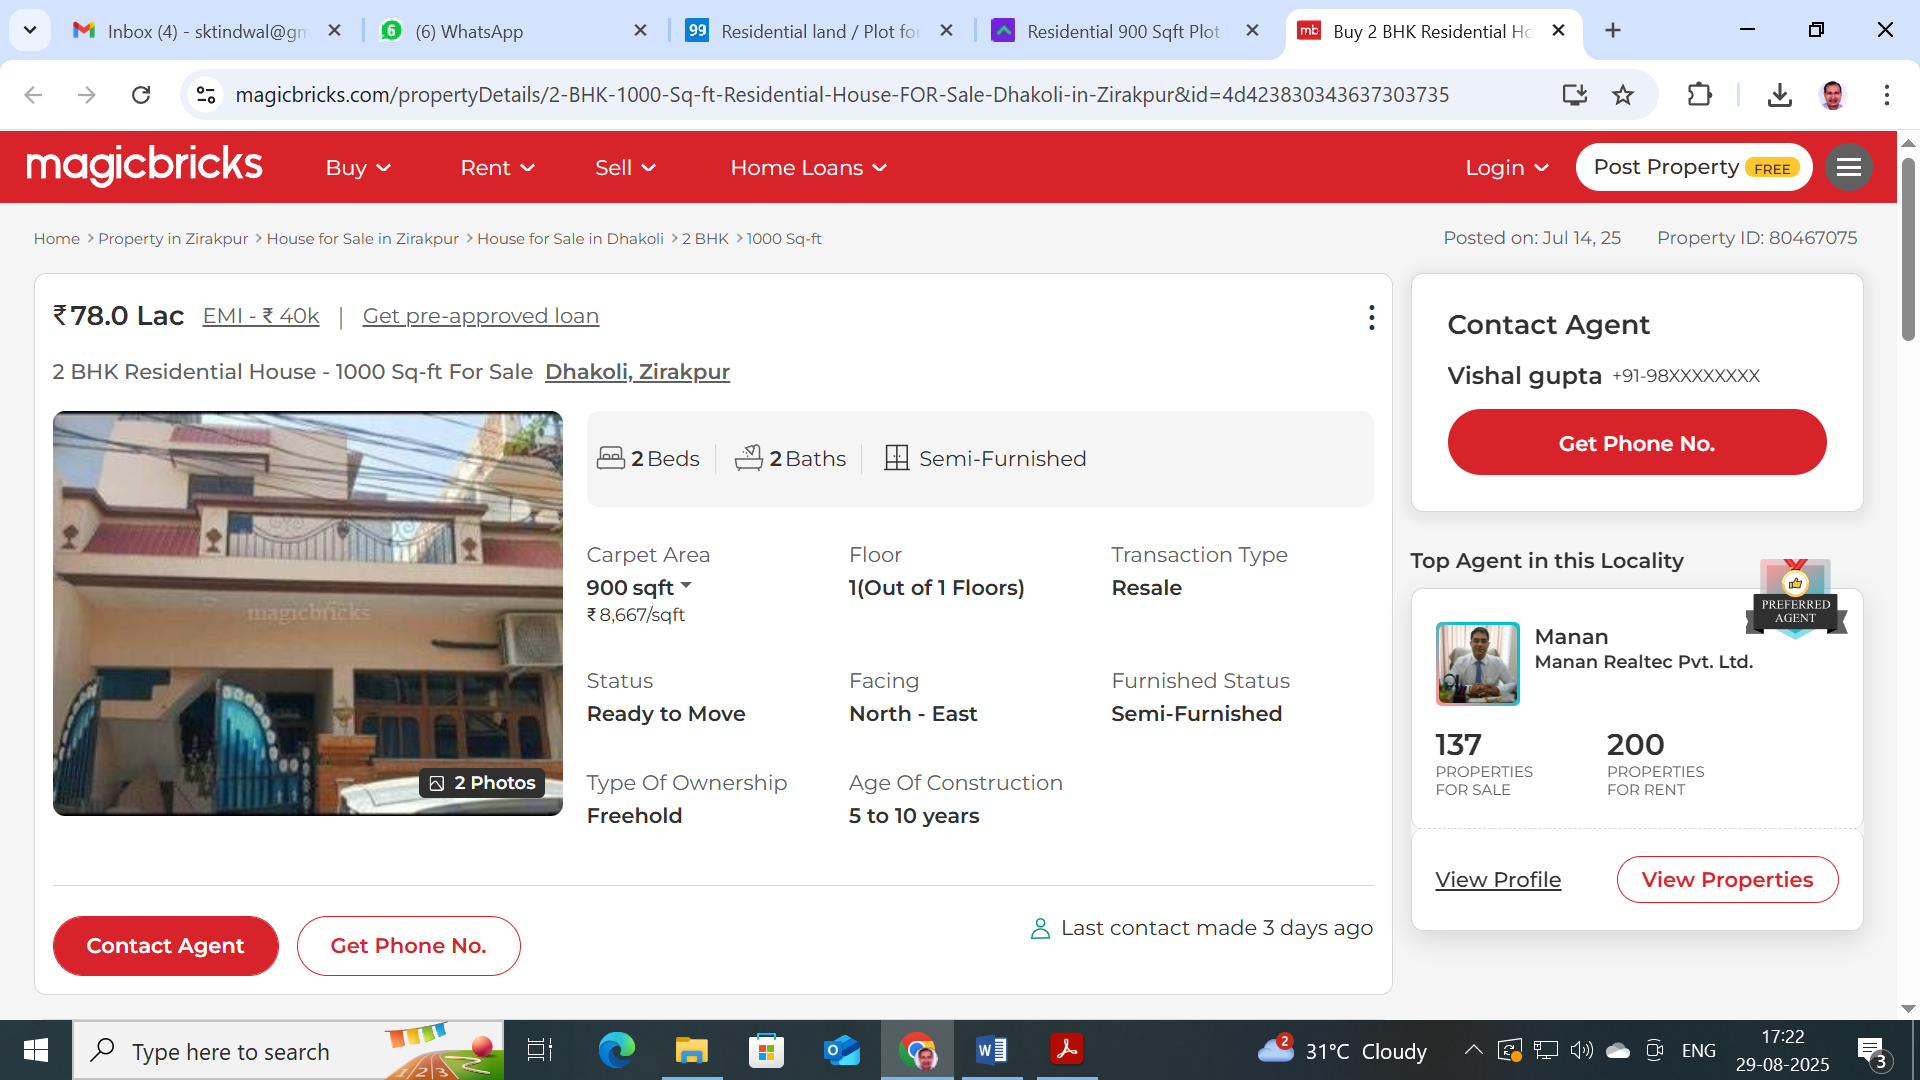 Inbox (4) - sktindwal@gm
(6) WhatsApp
99
Residential land / Plot for
Residential 900 Sqft Plot
mb
Buy 2 BHK Residential Ho
magicbricks.com/propertyDetails/2-BHK-1000-Sq-ft-Residential-House-FOR-Sale-Dhakoli-in-Zirakpur&id=4d423830343637303735
magicbricks
Buy
Rent
Sell
Home Loans
Login
Post Property FREE
Home > Property in Zirakpur > House for Sale in Zirakpur > House for Sale in Dhakoli > 2 BHK > 1000 Sq-ft
Posted on: Jul 14, 25
Property ID: 80467075
₹78.0 Lac
EMI - ₹ 40k | Get pre-approved loan
2 BHK Residential House - 1000 Sq-ft For Sale Dhakoli, Zirakpur
magicbricks
2 Photos
2 Beds
2 Baths
Semi-Furnished
Carpet Area
900 sqft
₹8,667/sqft
Floor
1(Out of 1 Floors)
Transaction Type
Resale
Status
Ready to Move
Facing
North - East
Furnished Status
Semi-Furnished
Type Of Ownership
Freehold
Age Of Construction
5 to 10 years
Contact Agent
Get Phone No.
Last contact made 3 days ago
Contact Agent
Vishal gupta +91-98XXXXXXXX
Get Phone No.
Top Agent in this Locality
PREFERRED
AGENT
Manan
Manan Realtec Pvt. Ltd.
137
PROPERTIES
FOR SALE
200
PROPERTIES
FOR RENT
View Profile
View Properties
Type here to search
1 2 3
2
31°C Cloudy
ENG
17:22
29-08-2025
3